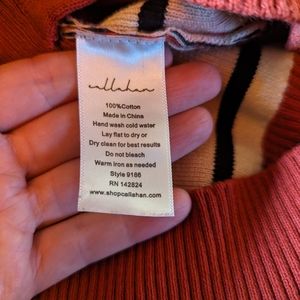 callahan
100%Cotton
Made in China
Hand wash cold water
Lay flat to dry or
Dry clean for best results
Do not bleach
Warm iron as needed
Style 9186
RN 142824
www.shopcallahan.com